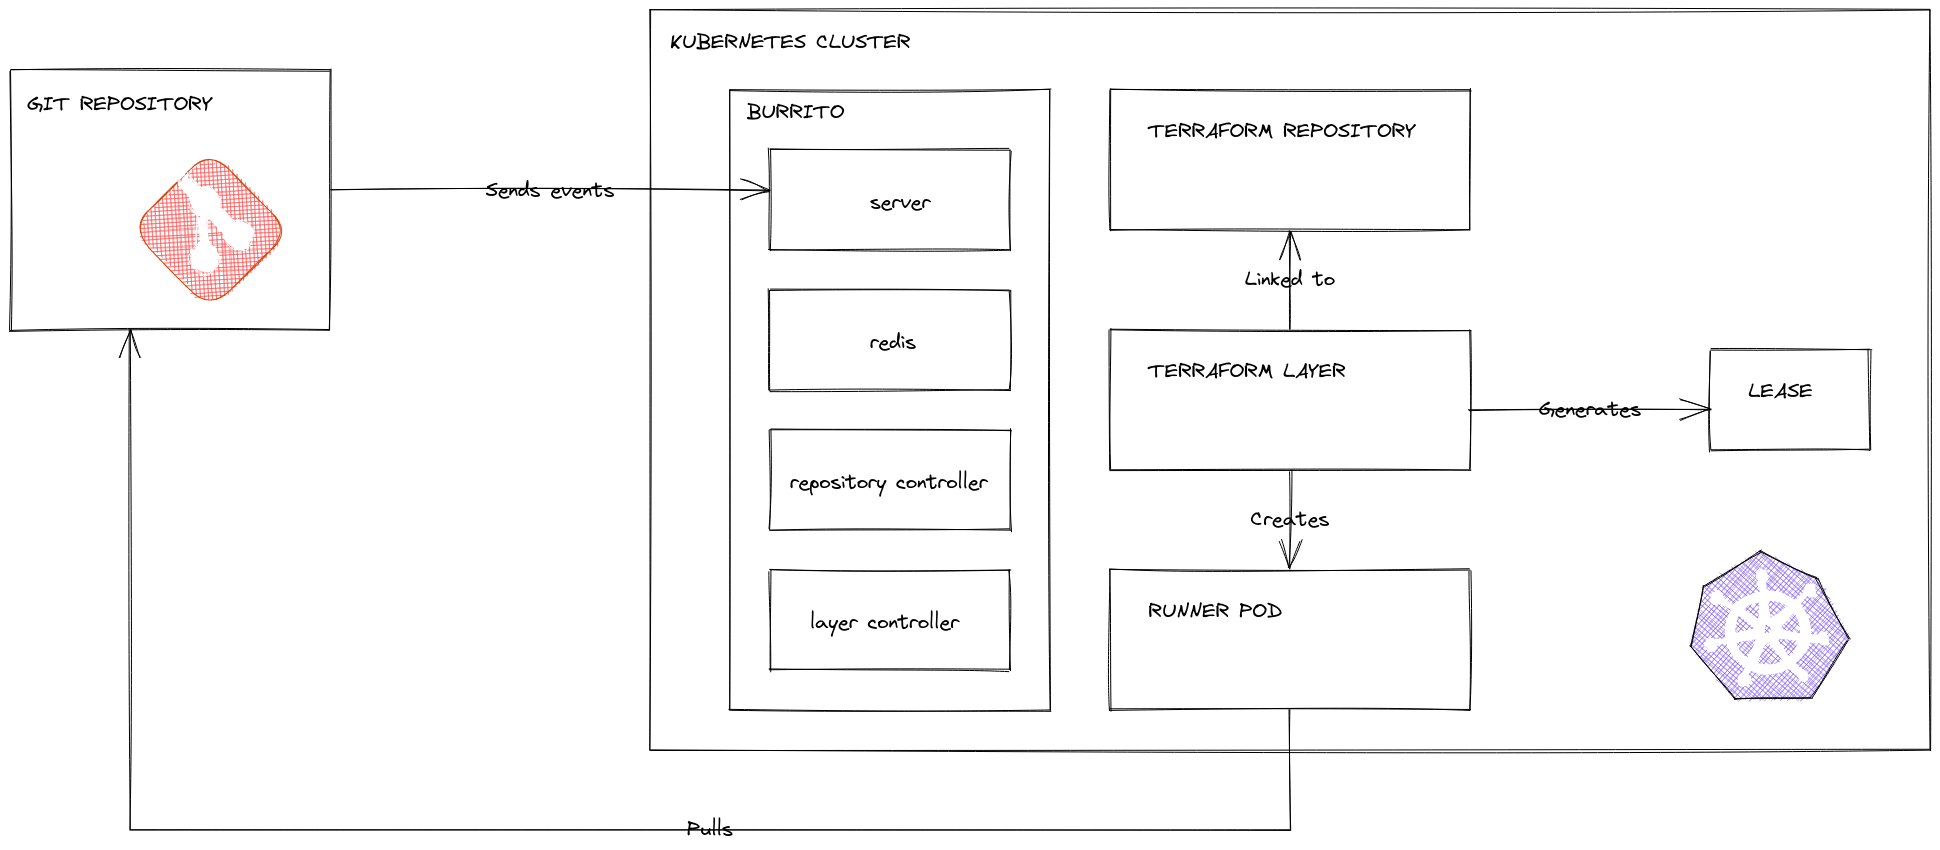 KUBERNETES CLUSTER
GIT REPOSITORY
BURRITO
TERRAFORM REPOSITORY
Sends events
server
Linked to
redis
TERRAFORM LAYER
LEASE
Generates
repository controller
Creates
RUNNER POD
layer controller
Pulls